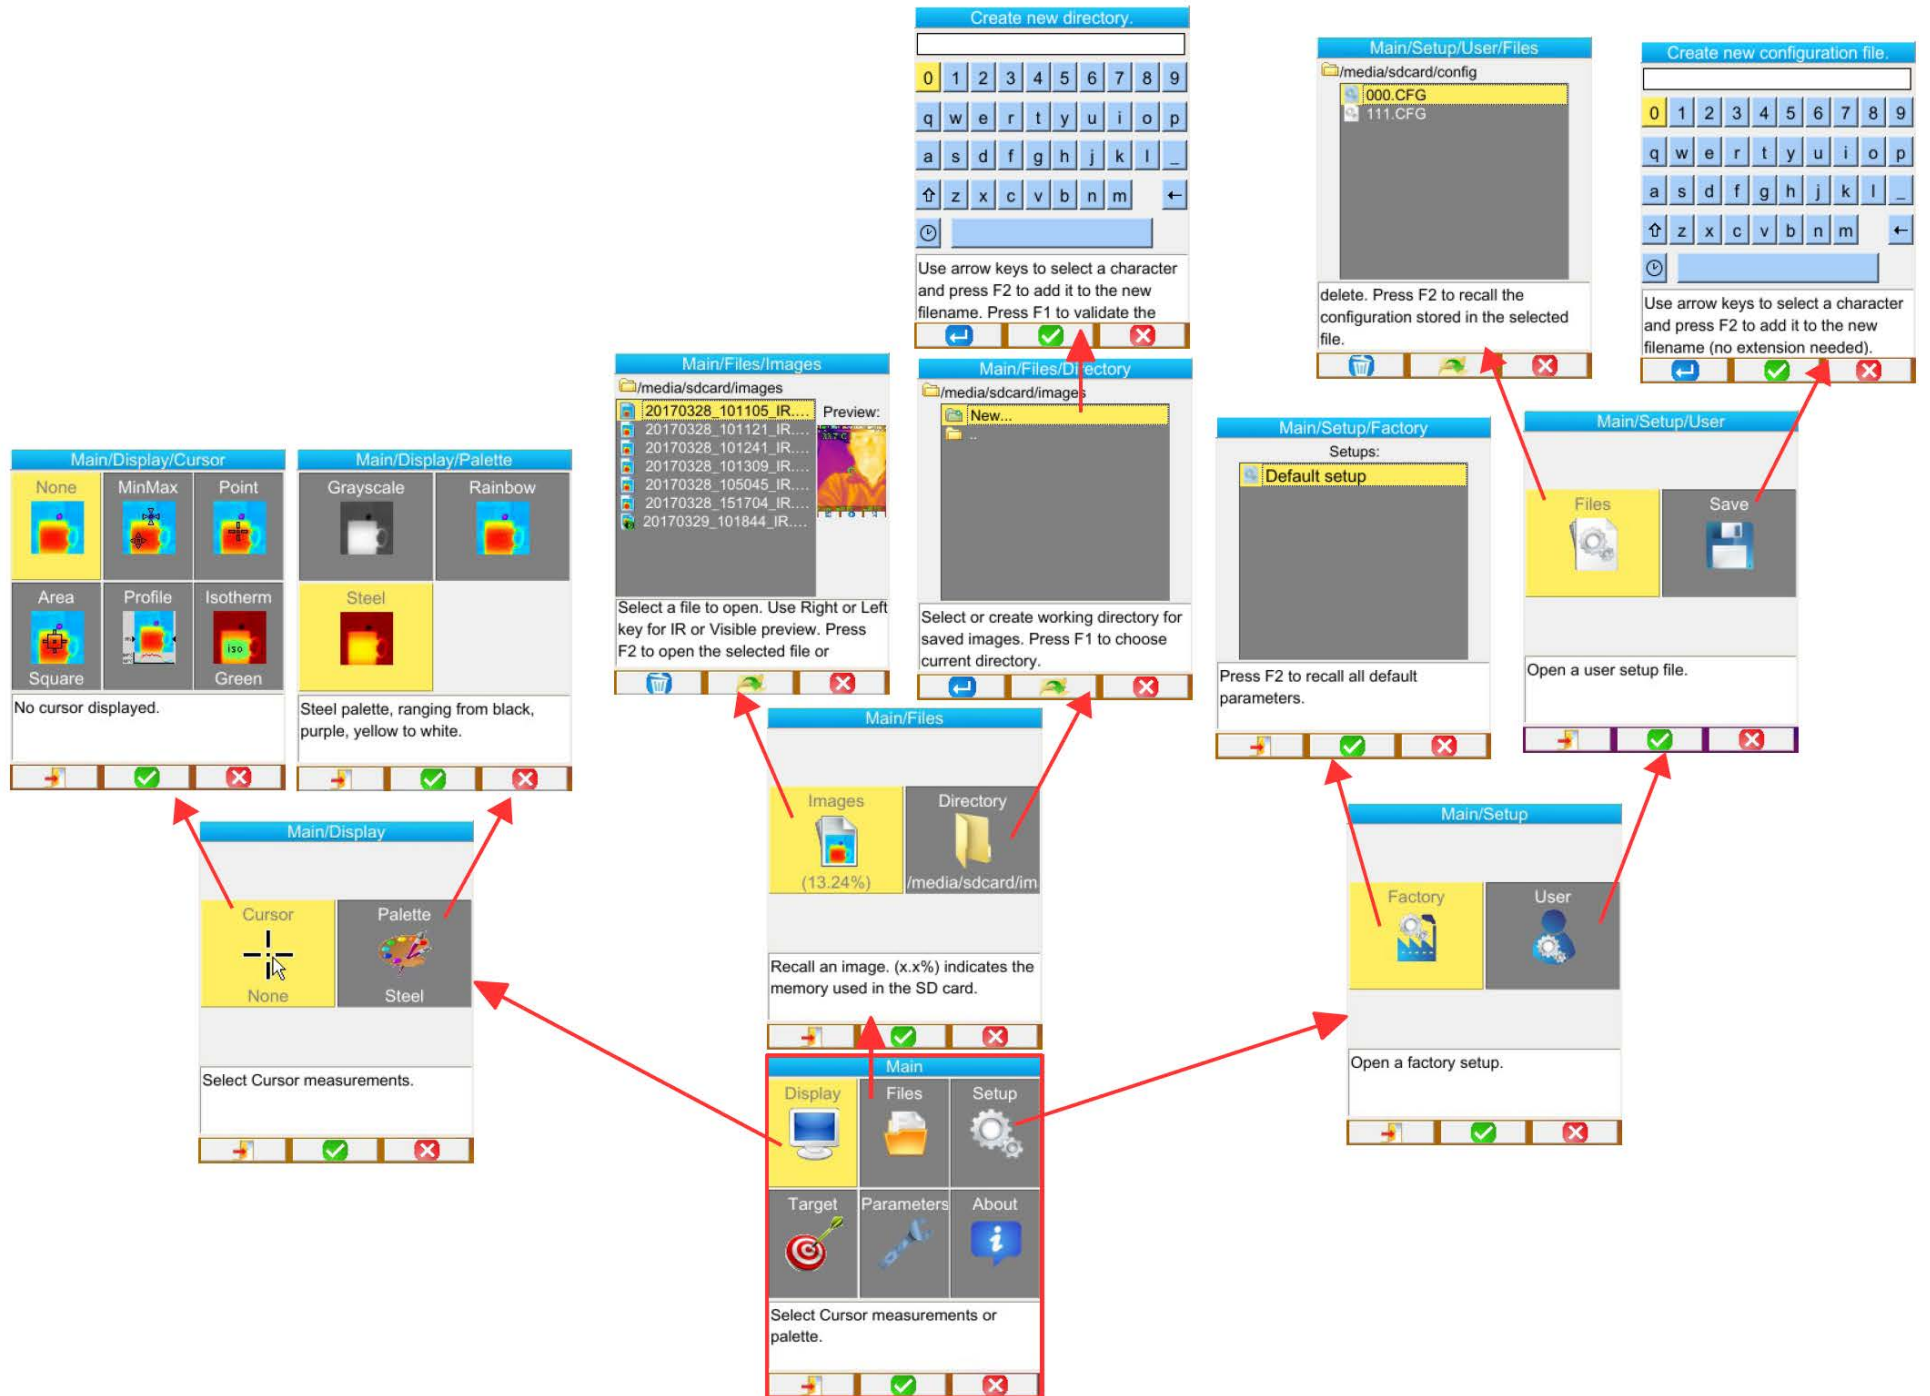 Create new directory.
0 1 2 3 4 5 6 7 8 9
q w e r t y u i o p
a s d f g h j k l _
z x c v b n m
Use arrow keys to select a character
and press F2 to add it to the new
filename. Press F1 to validate the
Main/Setup/User/Files
/media/sdcard/config
000.CFG
111.CFG
delete. Press F2 to recall the
configuration stored in the selected
file.
Create new configuration file.
0 1 2 3 4 5 6 7 8 9
q w e r t y u i o p
a s d f g h j k l _
z x c v b n m
Use arrow keys to select a character
and press F2 to add it to the new
filename (no extension needed).
Main/Files/Images
/media/sdcard/images
20170328_101105_IR....
20170328_101121_IR....
20170328_101241_IR....
20170328_101309_IR....
20170328_105045_IR....
20170328_151704_IR....
20170329_101844_IR....
Preview:
Select a file to open. Use Right or Left
key for IR or Visible preview. Press
F2 to open the selected file or
Main/Files/Directory
/media/sdcard/images
New...
..
Select or create working directory for
saved images. Press F1 to choose
current directory.
Main/Setup/Factory
Setups:
Default setup
Press F2 to recall all default
parameters.
Main/Setup/User
Files Save
Open a user setup file.
Main/Display/Cursor
None MinMax Point
Area Profile Isotherm
iso
Square Green
No cursor displayed.
Main/Display/Palette
Grayscale Rainbow
Steel
Steel palette, ranging from black,
purple, yellow to white.
Main/Files
Images Directory
(13.24%) /media/sdcard/im
Recall an image. (x.x%) indicates the
memory used in the SD card.
Main/Setup
Factory User
Open a factory setup.
Main/Display
Cursor Palette
None Steel
Select Cursor measurements.
Main
Display Files Setup
Target Parameters About
Select Cursor measurements or
palette.